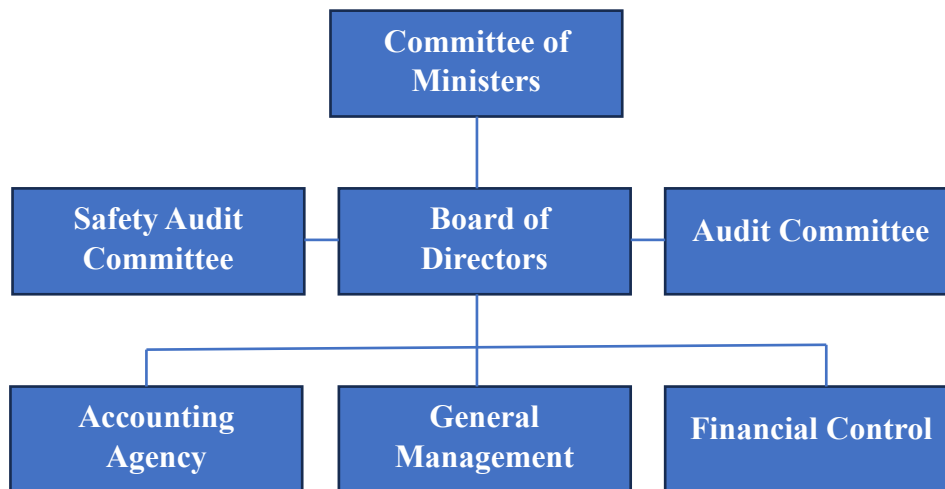 Committee of
Ministers
Safety Audit
Committee
Board of
Directors
Audit Committee
Accounting
Agency
General
Management
Financial Control